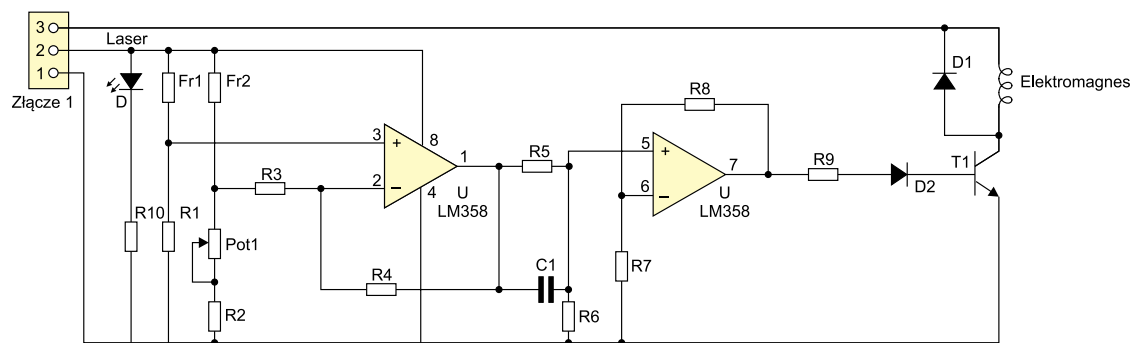 3
2
1
Złącze 1
Laser
D
Fr1
Fr2
R10
R1
Pot1
R2
R3
R4
3
+
2
–
8
4
1
U
LM358
R5
C1
R6
R8
5
+
6
–
7
U
LM358
R7
R9
D2
T1
D1
Elektromagnes